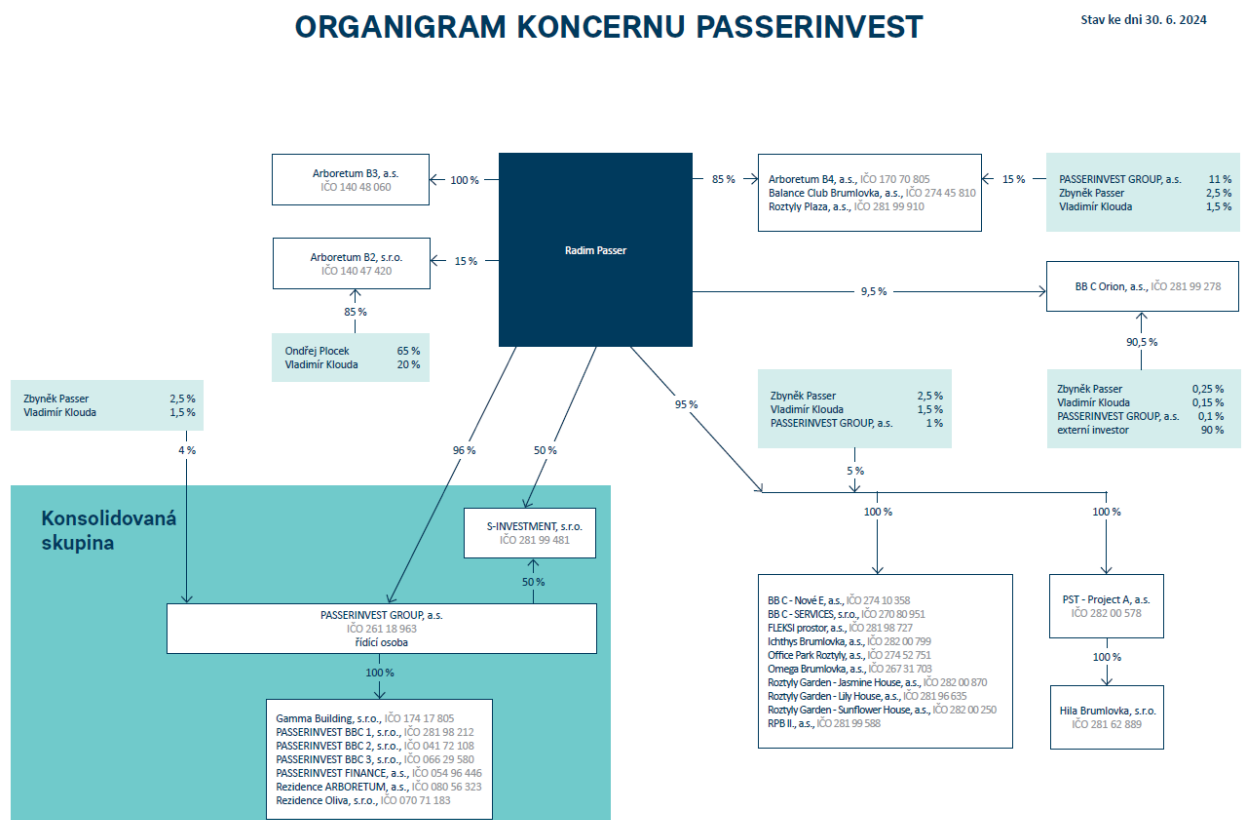 ORGANIGRAM KONCERNU PASSERINVEST
Stav ke dni 30. 6. 2024
Arboretum B3, a.s.
IČO 140 48 060
100 %
Radim Passer
85 %
Arboretum B4, a.s., IČO 170 70 805
Balance Club Brumlovka, a.s., IČO 274 45 810
Roztyly Plaza, a.s., IČO 281 99 910
15 %
PASSERINVEST GROUP, a.s. 11 %
Zbyněk Passer 2,5 %
Vladimír Klouda 1,5 %
Arboretum B2, s.r.o.
IČO 140 47 420
15 %
85 %
Ondřej Plocek 65 %
Vladimír Klouda 20 %
9,5 %
BB C Orion, a.s., IČO 281 99 278
90,5 %
Zbyněk Passer 0,25 %
Vladimír Klouda 0,15 %
PASSERINVEST GROUP, a.s. 0,1 %
externí investor 90 %
Zbyněk Passer 2,5 %
Vladimír Klouda 1,5 %
4 %
96 %
50 %
95 %
Zbyněk Passer 2,5 %
Vladimír Klouda 1,5 %
PASSERINVEST GROUP, a.s. 1 %
5 %
100 %
100 %
Konsolidovaná
skupina
S-INVESTMENT, s.r.o.
IČO 281 99 481
50 %
PASSERINVEST GROUP, a.s.
IČO 261 18 963
řídící osoba
100 %
Gamma Building, s.r.o., IČO 174 17 805
PASSERINVEST BBC 1, s.r.o., IČO 281 98 212
PASSERINVEST BBC 2, s.r.o., IČO 041 72 108
PASSERINVEST BBC 3, s.r.o., IČO 066 29 580
PASSERINVEST FINANCE, a.s., IČO 054 96 446
Rezidence ARBORETUM, a.s., IČO 080 56 323
Rezidence Oliva, s.r.o., IČO 070 71 183
BB C - Nové E, a.s., IČO 274 10 358
BB C - SERVICES, s.r.o., IČO 270 80 951
FLEKSI prostor, a.s., IČO 281 98 727
Ichthys Brumlovka, a.s., IČO 282 00 799
Office Park Roztyly, a.s., IČO 274 52 751
Omega Brumlovka, a.s., IČO 267 31 703
Roztyly Garden - Jasmine House, a.s., IČO 282 00 870
Roztyly Garden - Lily House, a.s., IČO 281 96 635
Roztyly Garden - Sunflower House, a.s., IČO 282 00 250
RPB II., a.s., IČO 281 99 588
PST - Project A, a.s.
IČO 282 00 578
100 %
Hila Brumlovka, s.r.o.
IČO 281 62 889